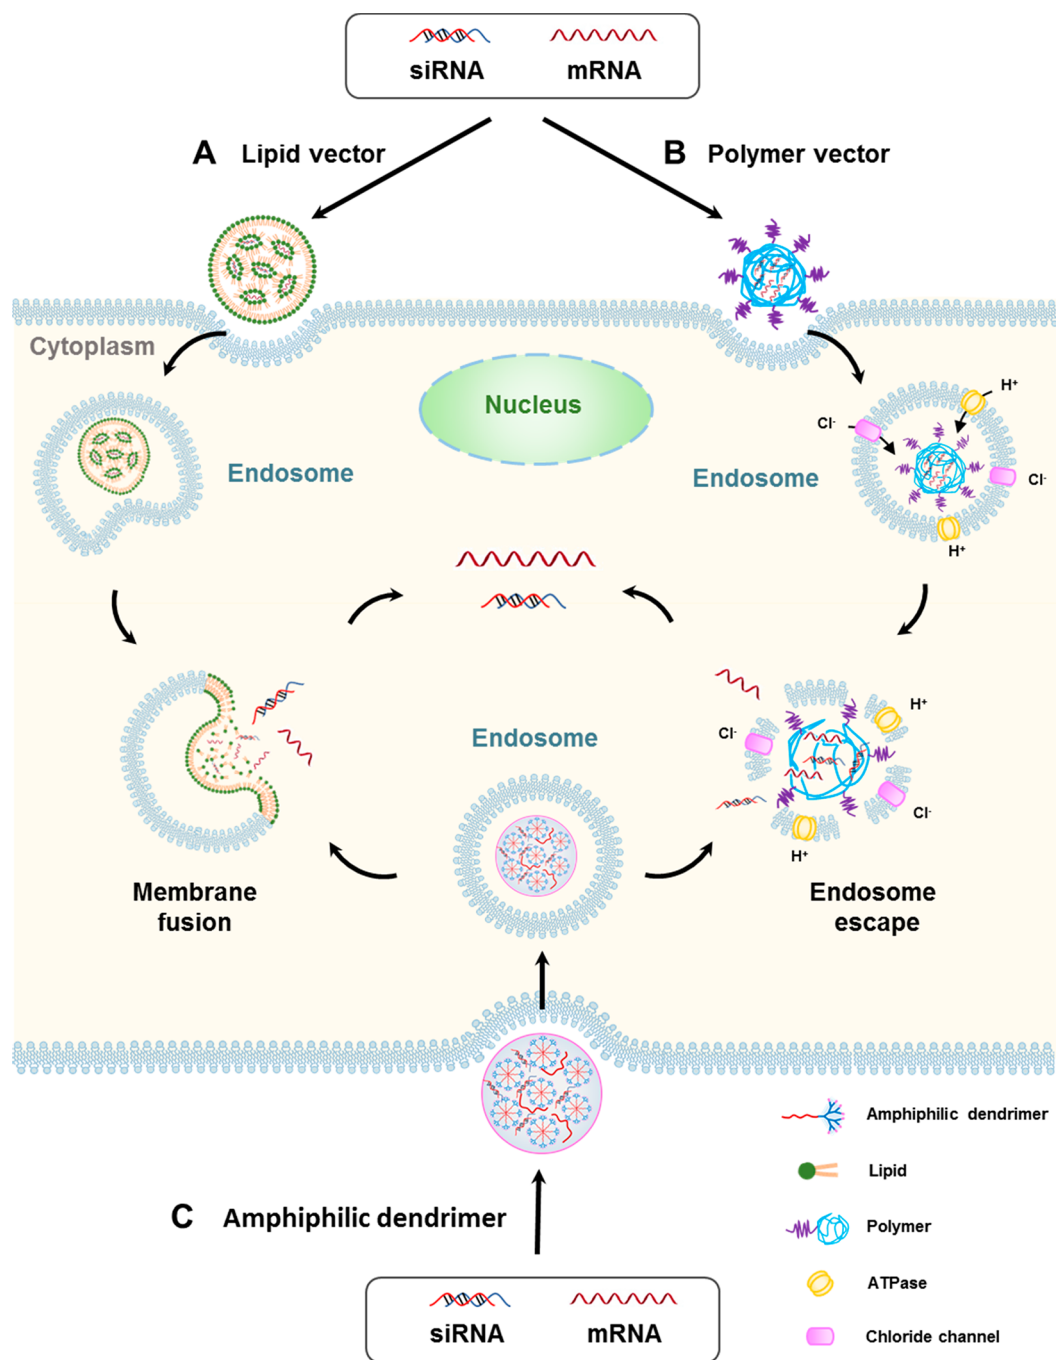 siRNA mRNA
A Lipid vector
B Polymer vector
Cytoplasm
Nucleus
Endosome
Endosome
H⁺
Cl⁻
Cl⁻
H⁺
Endosome
H⁺
Cl⁻
Cl⁻
H⁺
Membrane
fusion
Endosome
escape
C Amphiphilic dendrimer
siRNA mRNA
Amphiphilic dendrimer
Lipid
Polymer
ATPase
Chloride channel